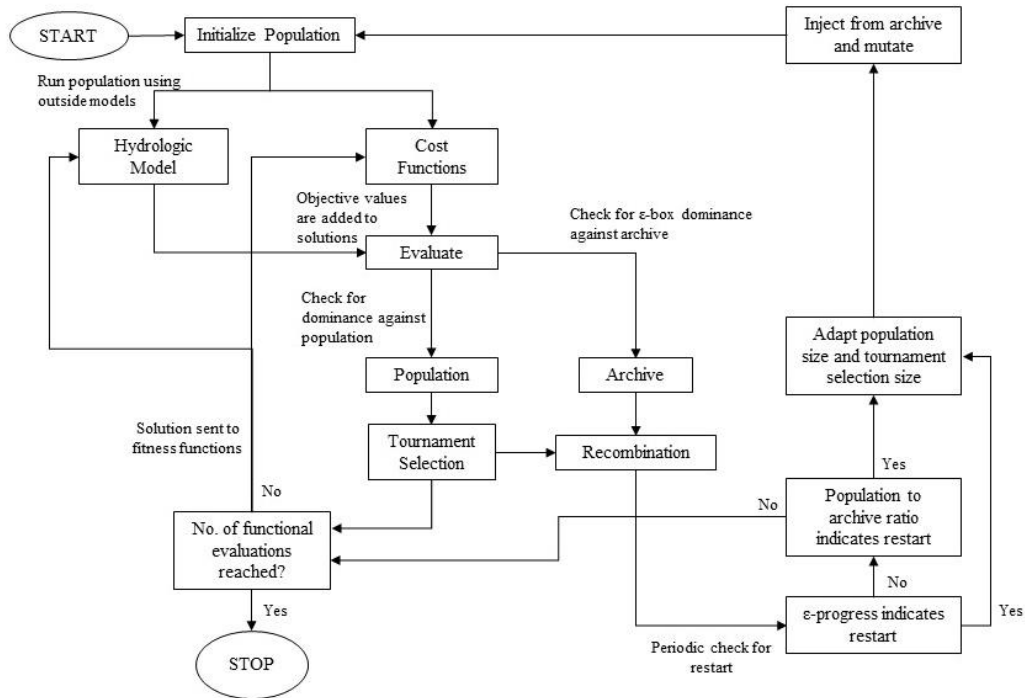 START
Initialize Population
Inject from archive
and mutate
Run population using
outside models
Hydrologic
Model
Cost
Functions
Objective values
are added to
solutions
Check for ε-box dominance
against archive
Evaluate
Check for
dominance against
population
Adapt population
size and tournament
selection size
Population
Archive
Solution sent to
fitness functions
Tournament
Selection
Recombination
Yes
No
No
Population to
archive ratio
indicates restart
No. of functional
evaluations
reached?
No
Yes
ε-progress indicates
restart
Yes
Periodic check for
restart
STOP